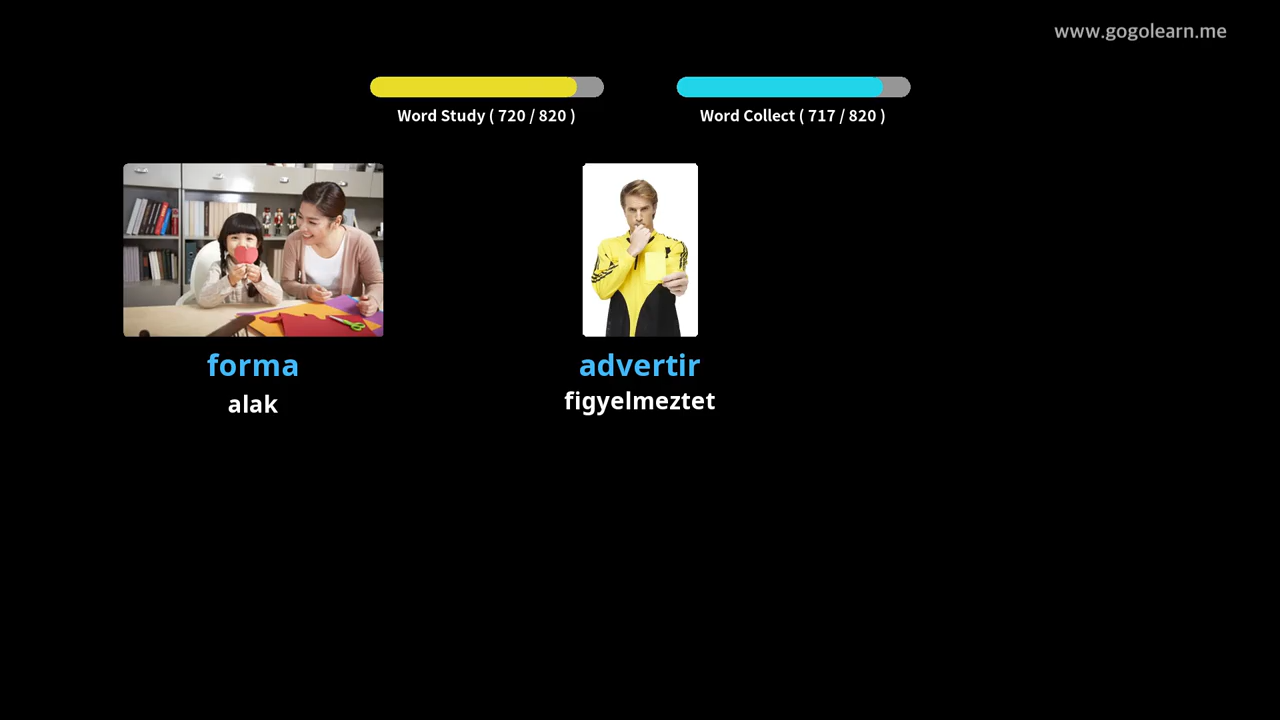 www.gogolearn.me
Word Study ( 720 / 820 )
Word Collect ( 717 / 820 )
forma
alak
advertir
figyelmeztet